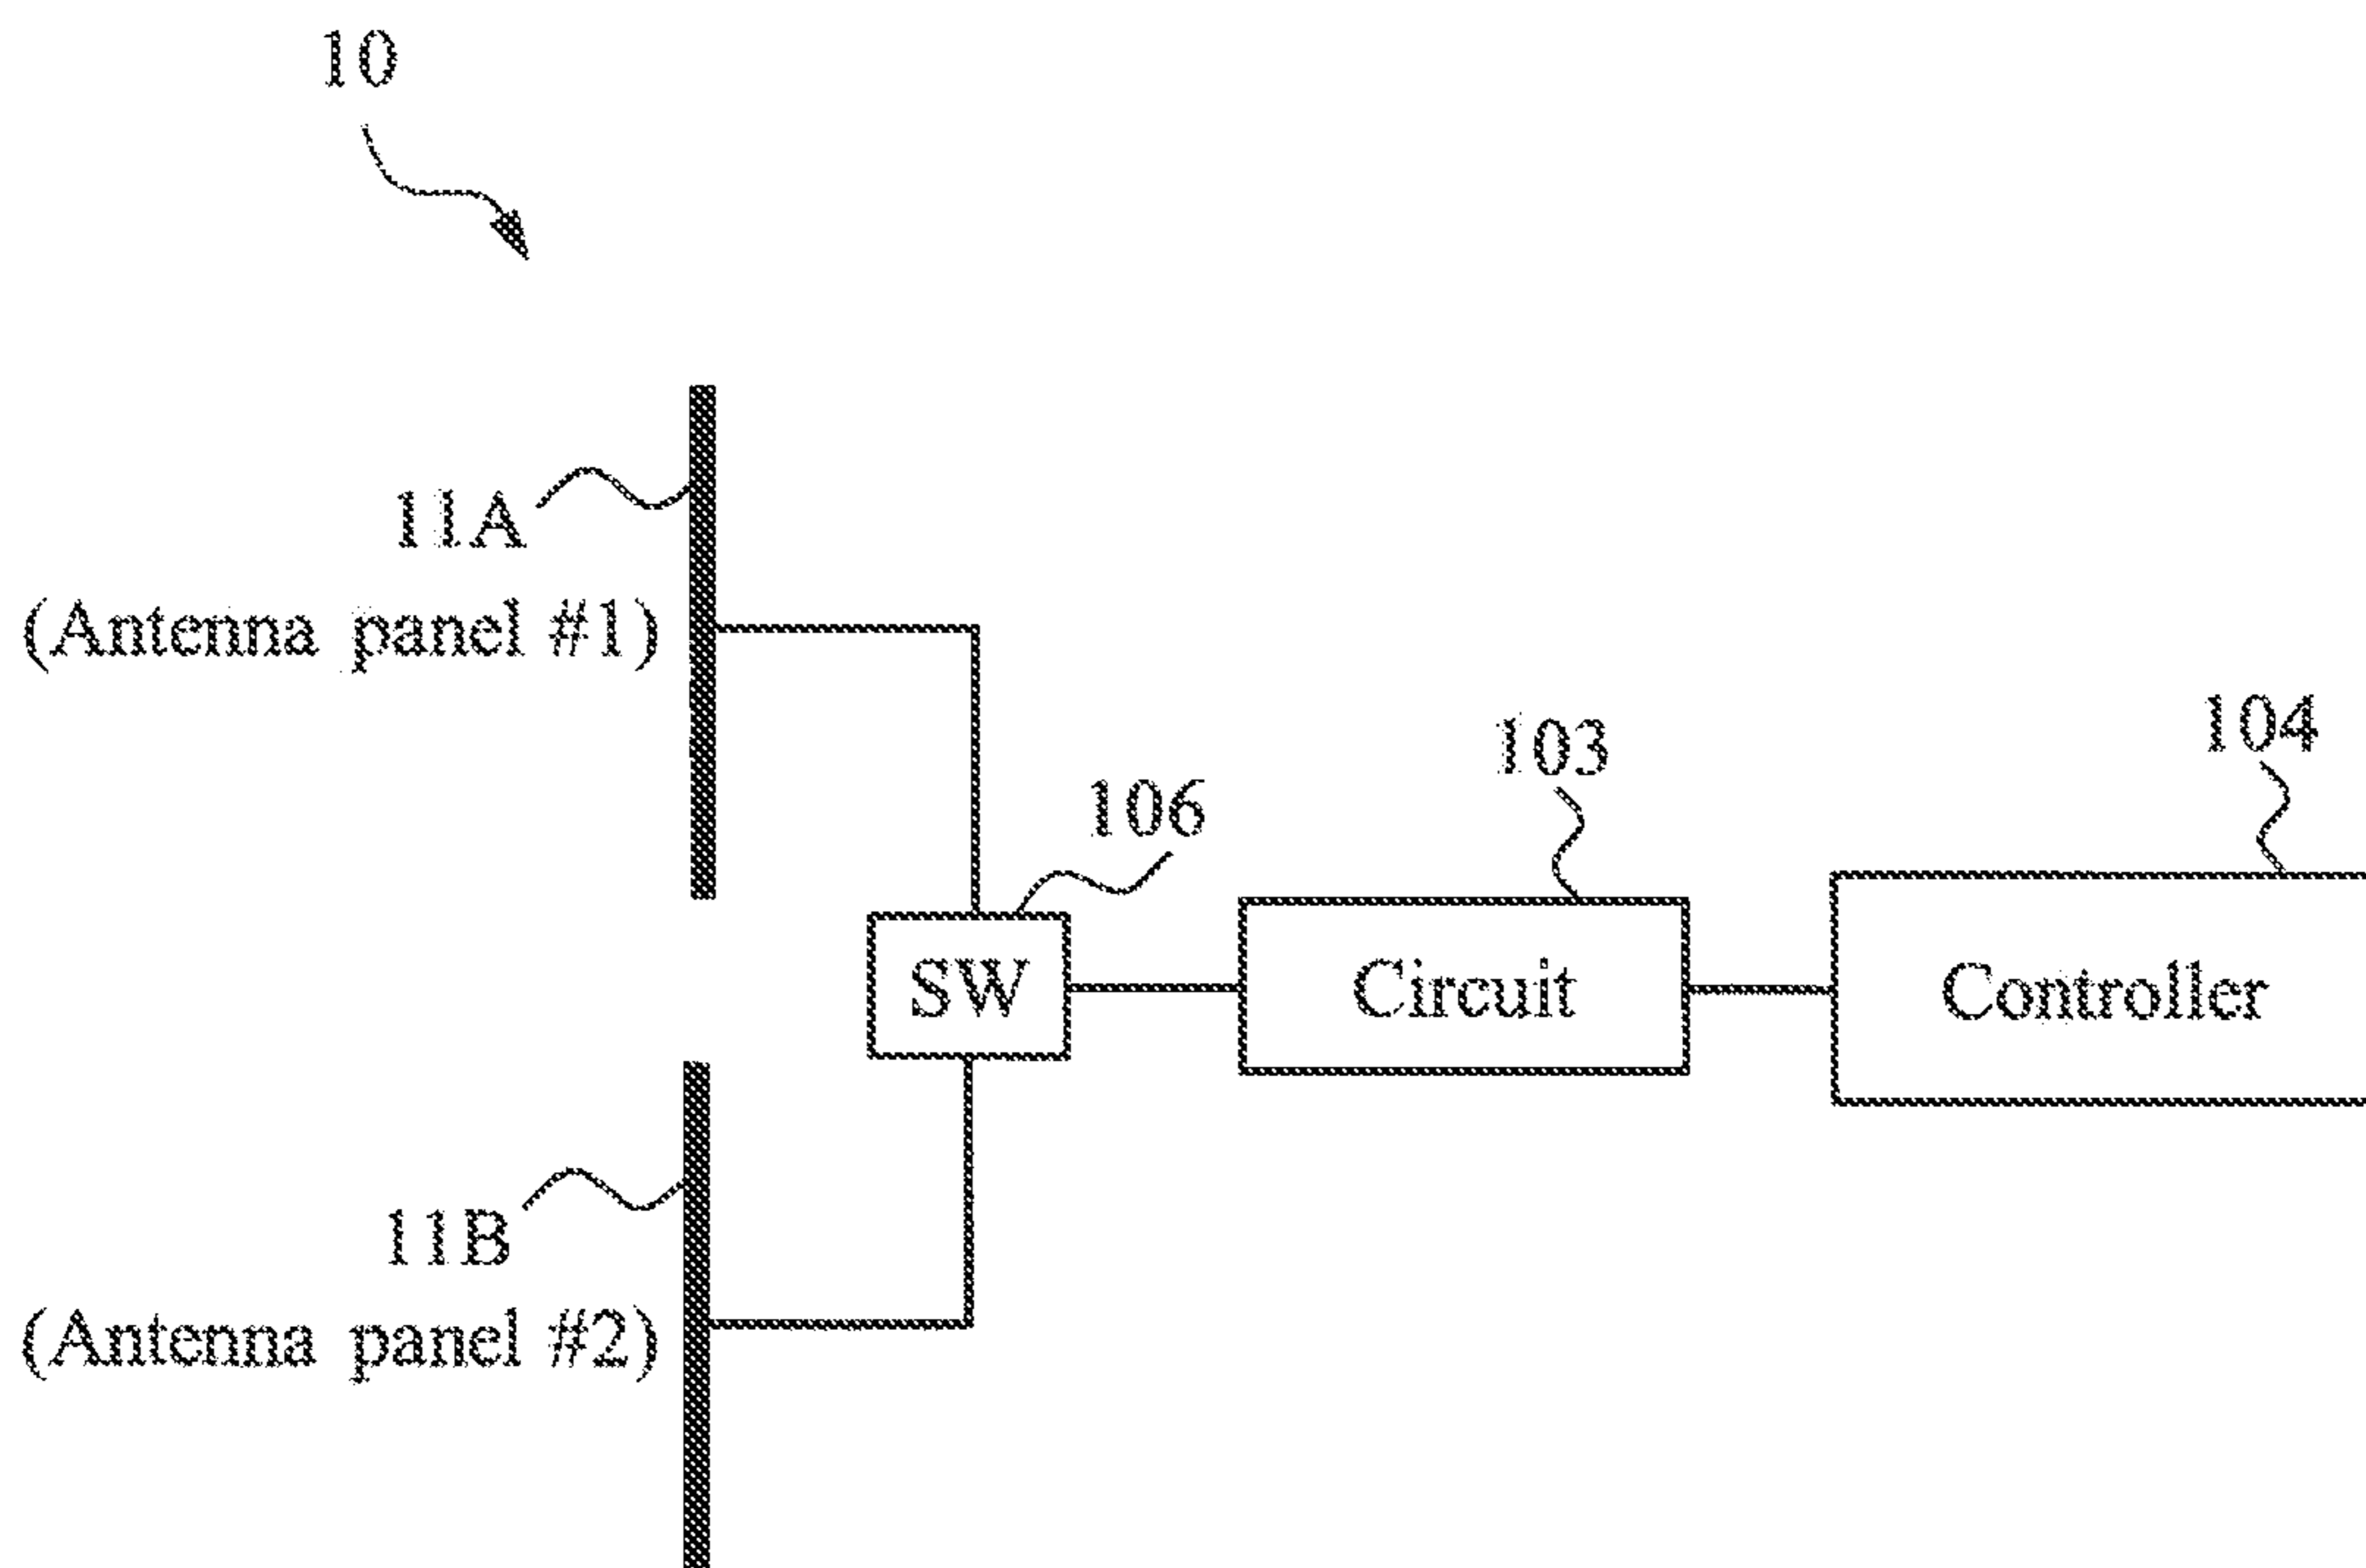 10
11A
(Antenna panel #1)
106
103
104
SW
Circuit
Controller
11B
(Antenna panel #2)